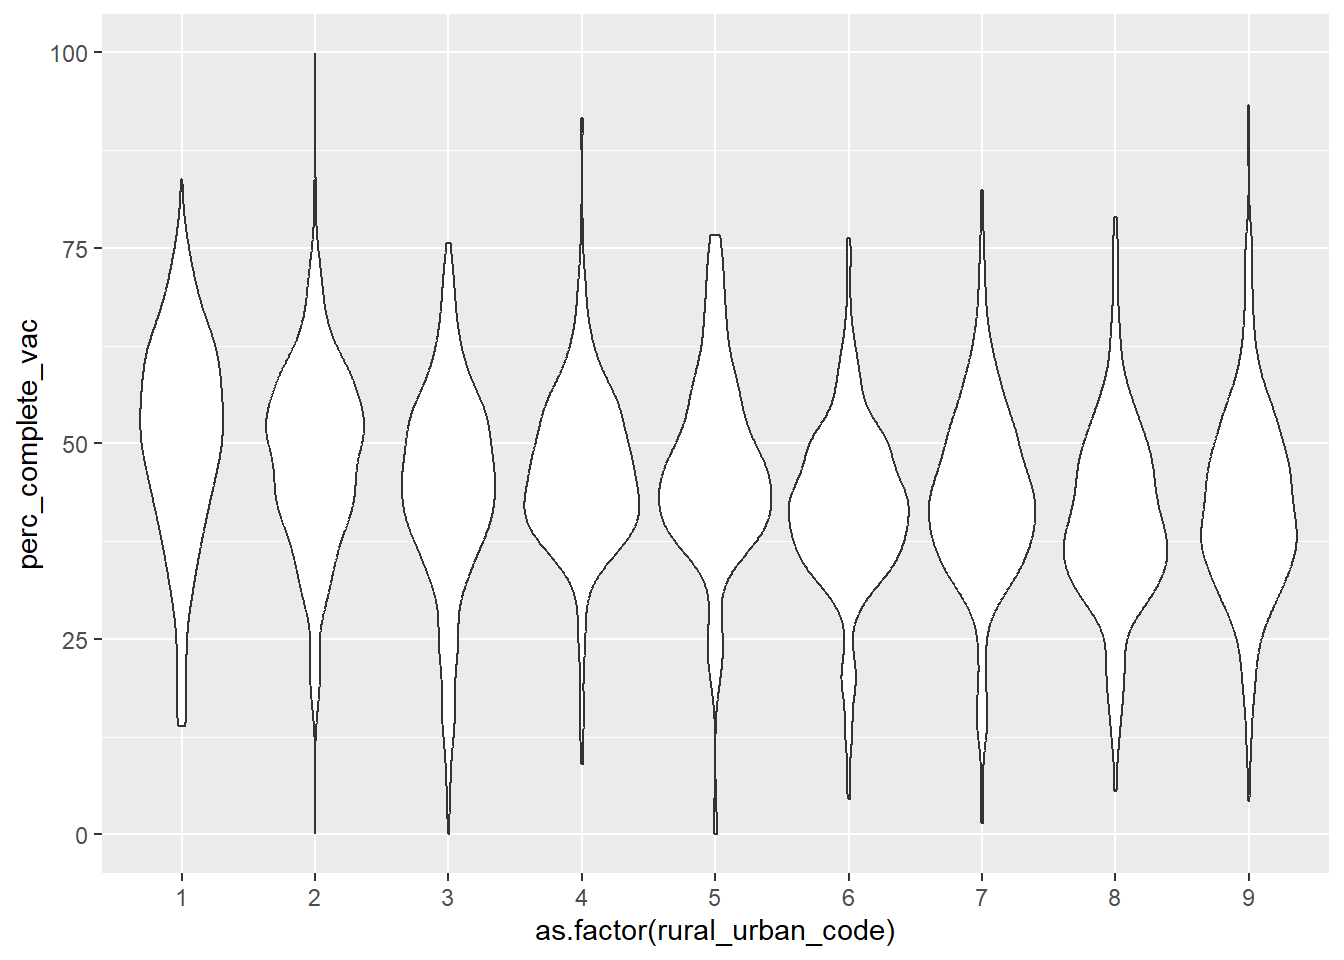 perc_complete_vac
100
75
50
25
0
1 2 3 4 5 6 7 8 9
as.factor(rural_urban_code)